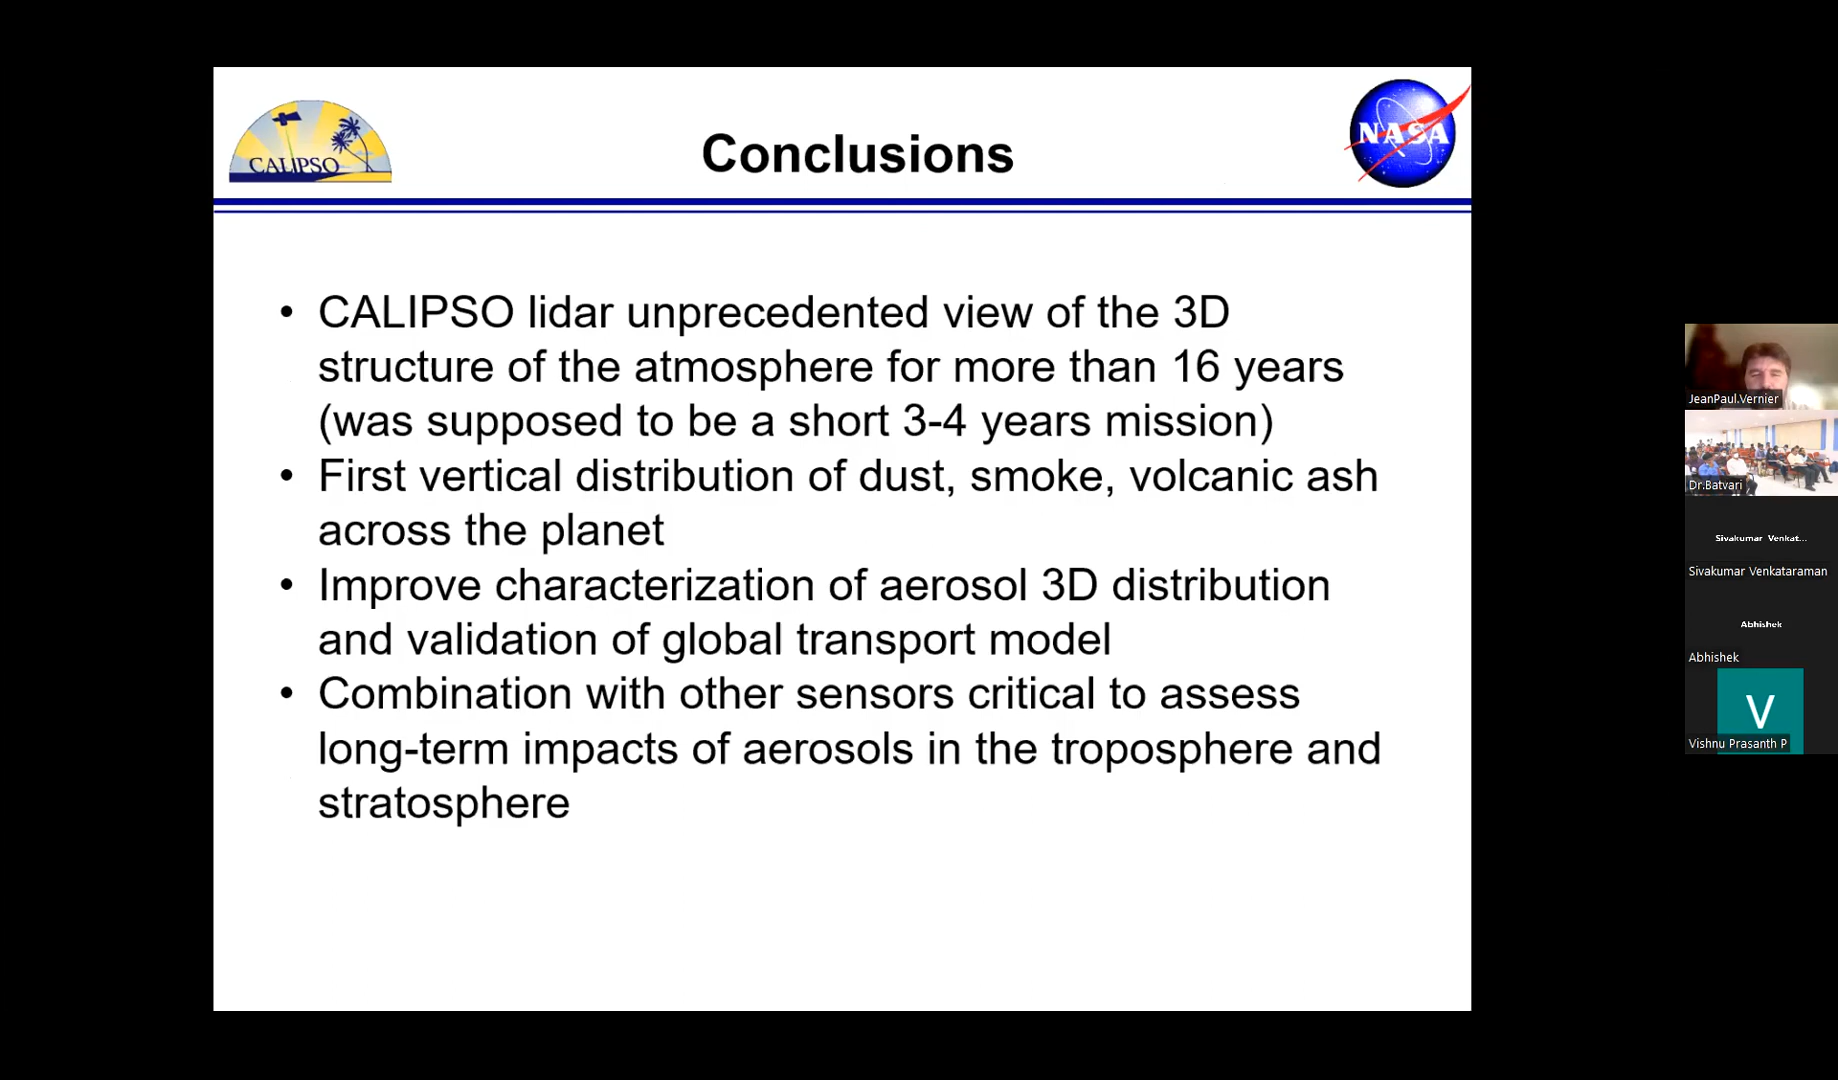 CALIPSO
Conclusions
NASA
• CALIPSO lidar unprecedented view of the 3D
structure of the atmosphere for more than 16 years
(was supposed to be a short 3-4 years mission)
• First vertical distribution of dust, smoke, volcanic ash
across the planet
• Improve characterization of aerosol 3D distribution
and validation of global transport model
• Combination with other sensors critical to assess
long-term impacts of aerosols in the troposphere and
stratosphere
JeanPaul.Vernier
Dr.Batvari
Sivakumar Venkat...
Sivakumar Venkataraman
Abhishek
Abhishek
V
Vishnu Prasanth P